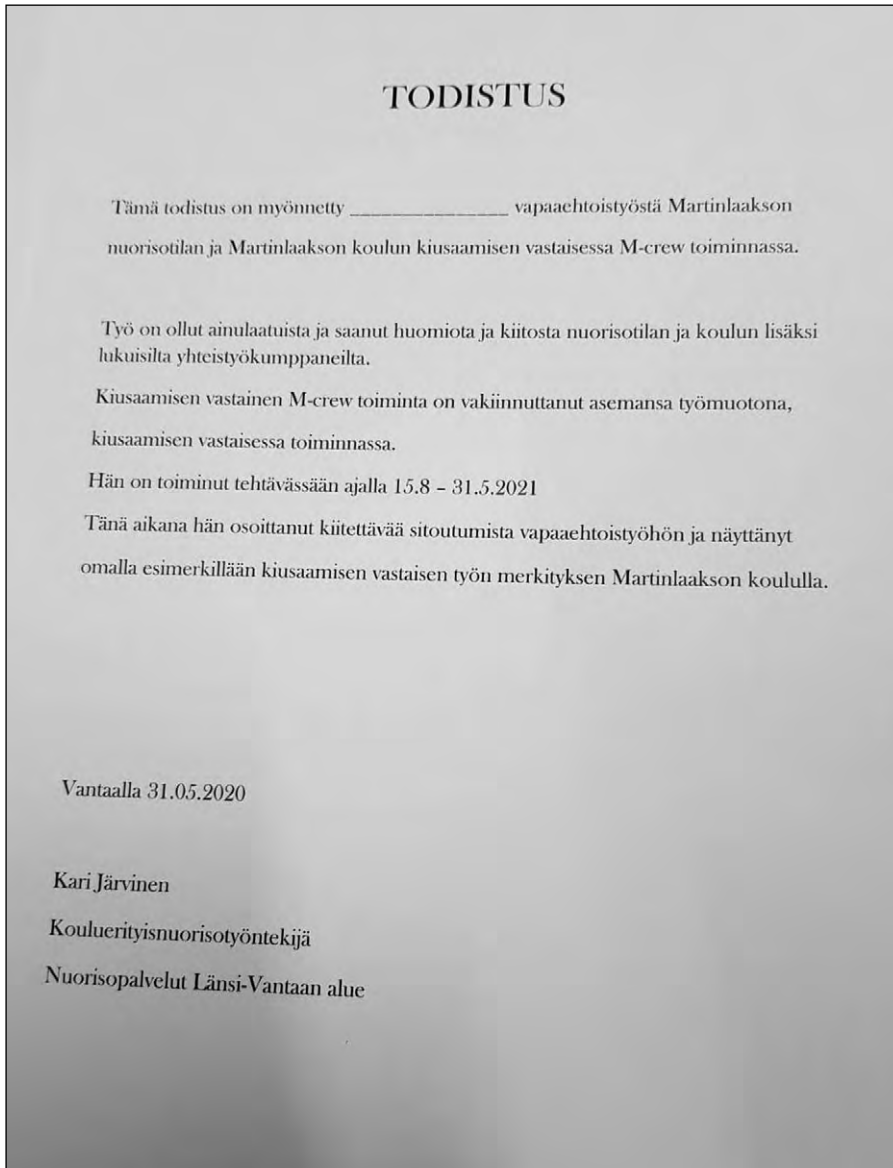 TODISTUS
Tämä todistus on myönnetty _______________ vapaaehtoistyöstä Martinlaakson
nuorisotilan ja Martinlaakson koulun kiusaamisen vastaisessa M-crew toiminnassa.
Työ on ollut ainulaatuista ja saanut huomiota ja kiitosta nuorisotilan ja koulun lisäksi
lukuisilta yhteistyökumppaneilta.
Kiusaamisen vastainen M-crew toiminta on vakiinnuttanut asemansa työmuotona,
kiusaamisen vastaisessa toiminnassa.
Hän on toiminut tehtävässään ajalla 15.8 – 31.5.2021
Tänä aikana hän osoittanut kiitettävää sitoutumista vapaaehtoistyöhön ja näyttänyt
omalla esimerkillään kiusaamisen vastaisen työn merkityksen Martinlaakson koululla.
Vantaalla 31.05.2020
Kari Järvinen
Kouluerityisnuorisotyöntekijä
Nuorisopalvelut Länsi-Vantaan alue